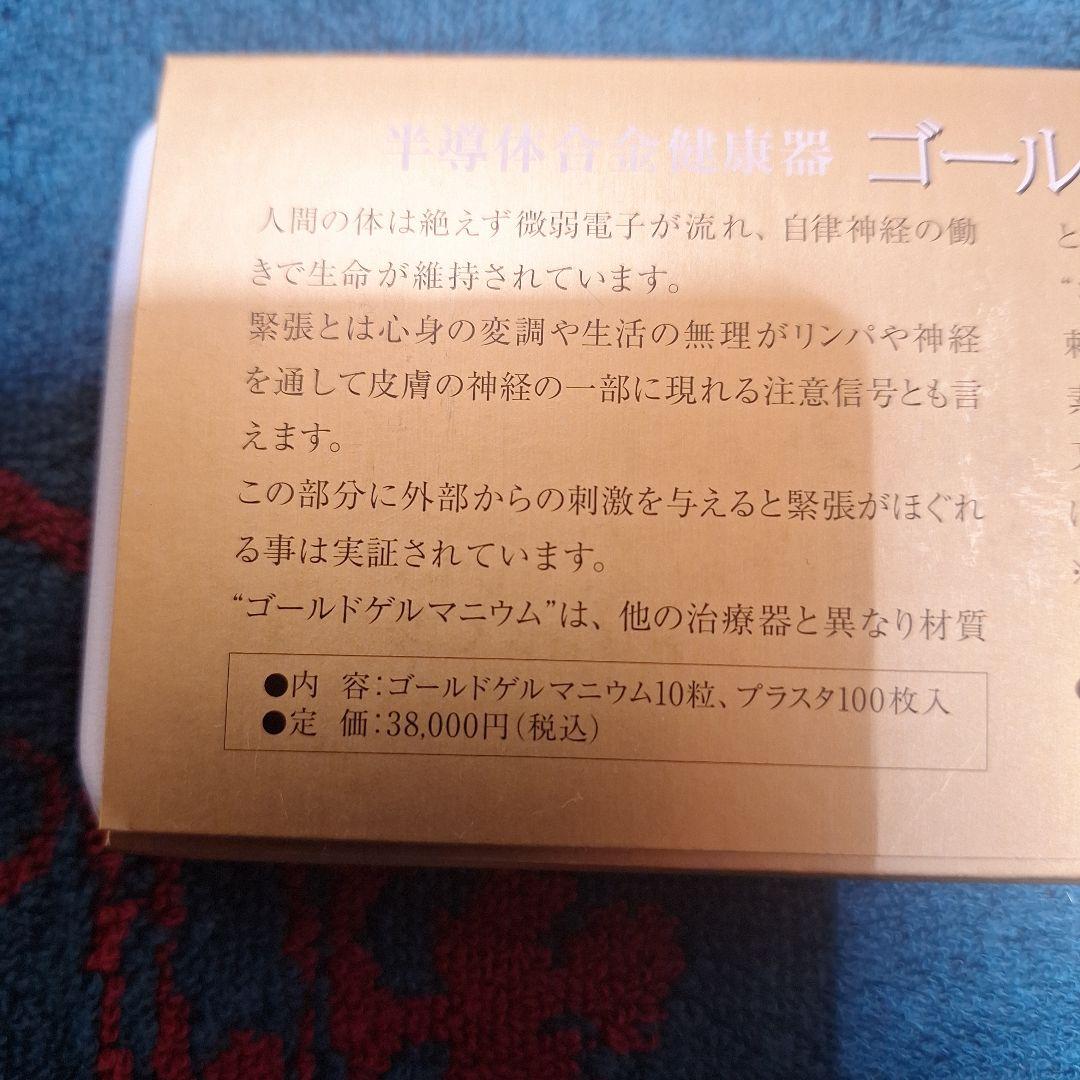 半導体合金健康器 ゴール
人間の体は絶えず微弱電子が流れ、自律神経の働
きで生命が維持されています。
緊張とは心身の変調や生活の無理がリンパや神経
を通して皮膚の神経の一部に現れる注意信号とも言
えます。
この部分に外部からの刺激を与えると緊張がほぐれ
る事は実証されています。
“ゴールドゲルマニウム”は、他の治療器と異なり材質
●内 容：ゴールドゲルマニウム10粒、プラスタ100枚入
●定 価：38,000円（税込）
と